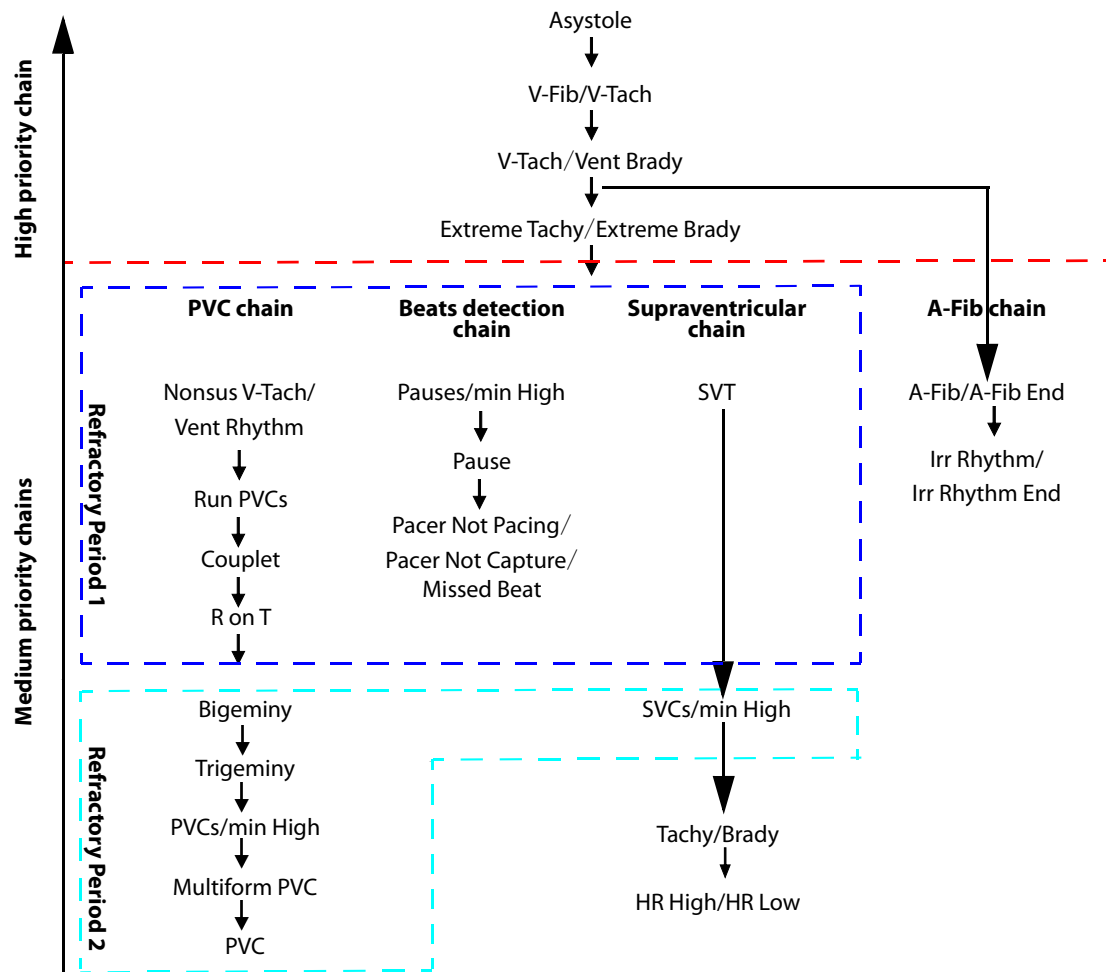 High priority chain
Asystole
V-Fib/V-Tach
V-Tach/Vent Brady
Extreme Tachy/Extreme Brady
Medium priority chains
Refractory Period 1
PVC chain
Nonsus V-Tach/
Vent Rhythm
Run PVCs
Couplet
R on T
Beats detection
chain
Pauses/min High
Pause
Pacer Not Pacing/
Pacer Not Capture/
Missed Beat
Supraventricular
chain
SVT
A-Fib chain
A-Fib/A-Fib End
Irr Rhythm/
Irr Rhythm End
Refractory Period 2
Bigeminy
Trigeminy
PVCs/min High
Multiform PVC
PVC
SVCs/min High
Tachy/Brady
HR High/HR Low